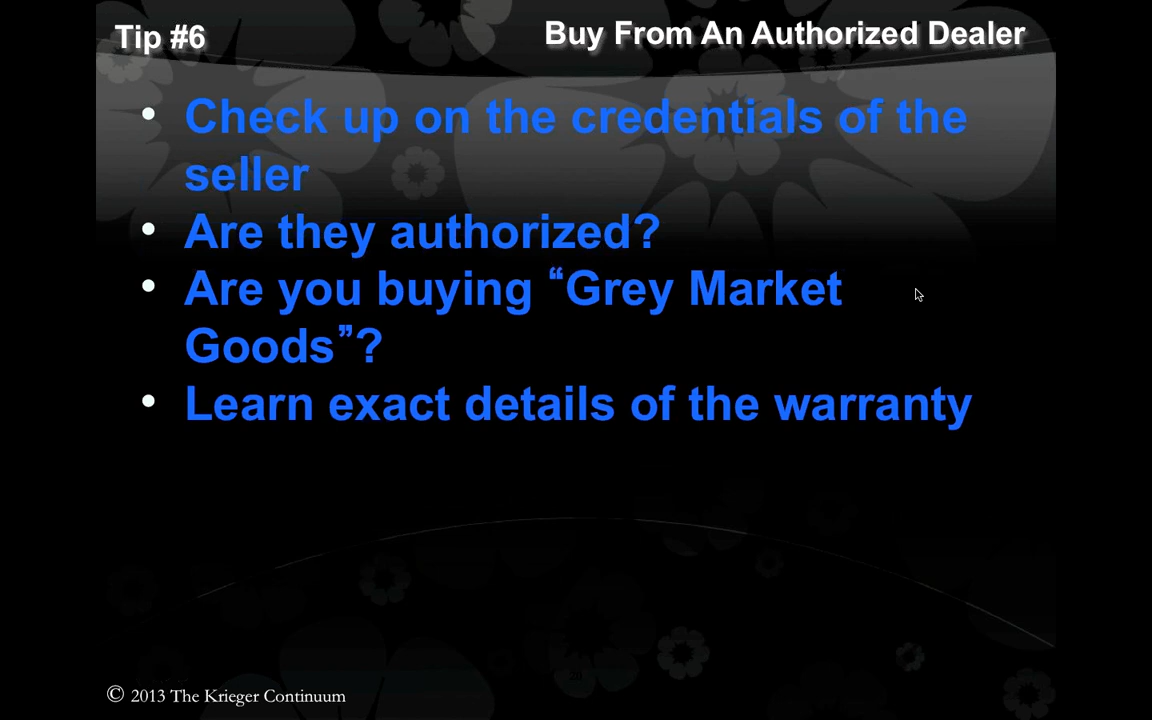 Tip #6
Buy From An Authorized Dealer
• Check up on the credentials of the
seller
• Are they authorized?
• Are you buying “Grey Market
Goods”?
• Learn exact details of the warranty
20
© 2013 The Krieger Continuum